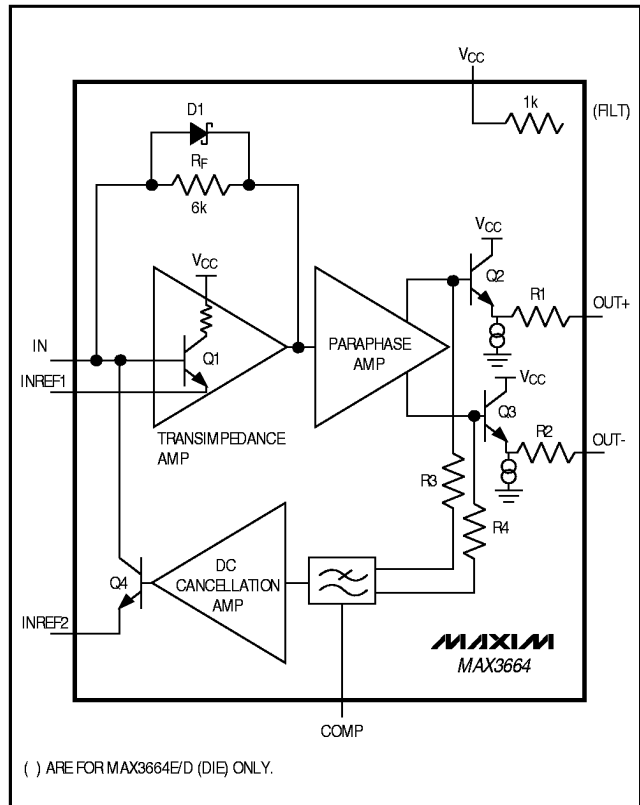 VCC
D1
1k
(FILT)
RF
6k
VCC
VCC
Q2
R1
OUT+
IN
Q1
PARAPHASE
AMP
INREF1
VCC
Q3
TRANSIMPEDANCE
AMP
R2
OUT-
R3
R4
DC
CANCELLATION
AMP
Q4
INREF2
MAXIM
MAX3664
COMP
( ) ARE FOR MAX3664E/D (DIE) ONLY.